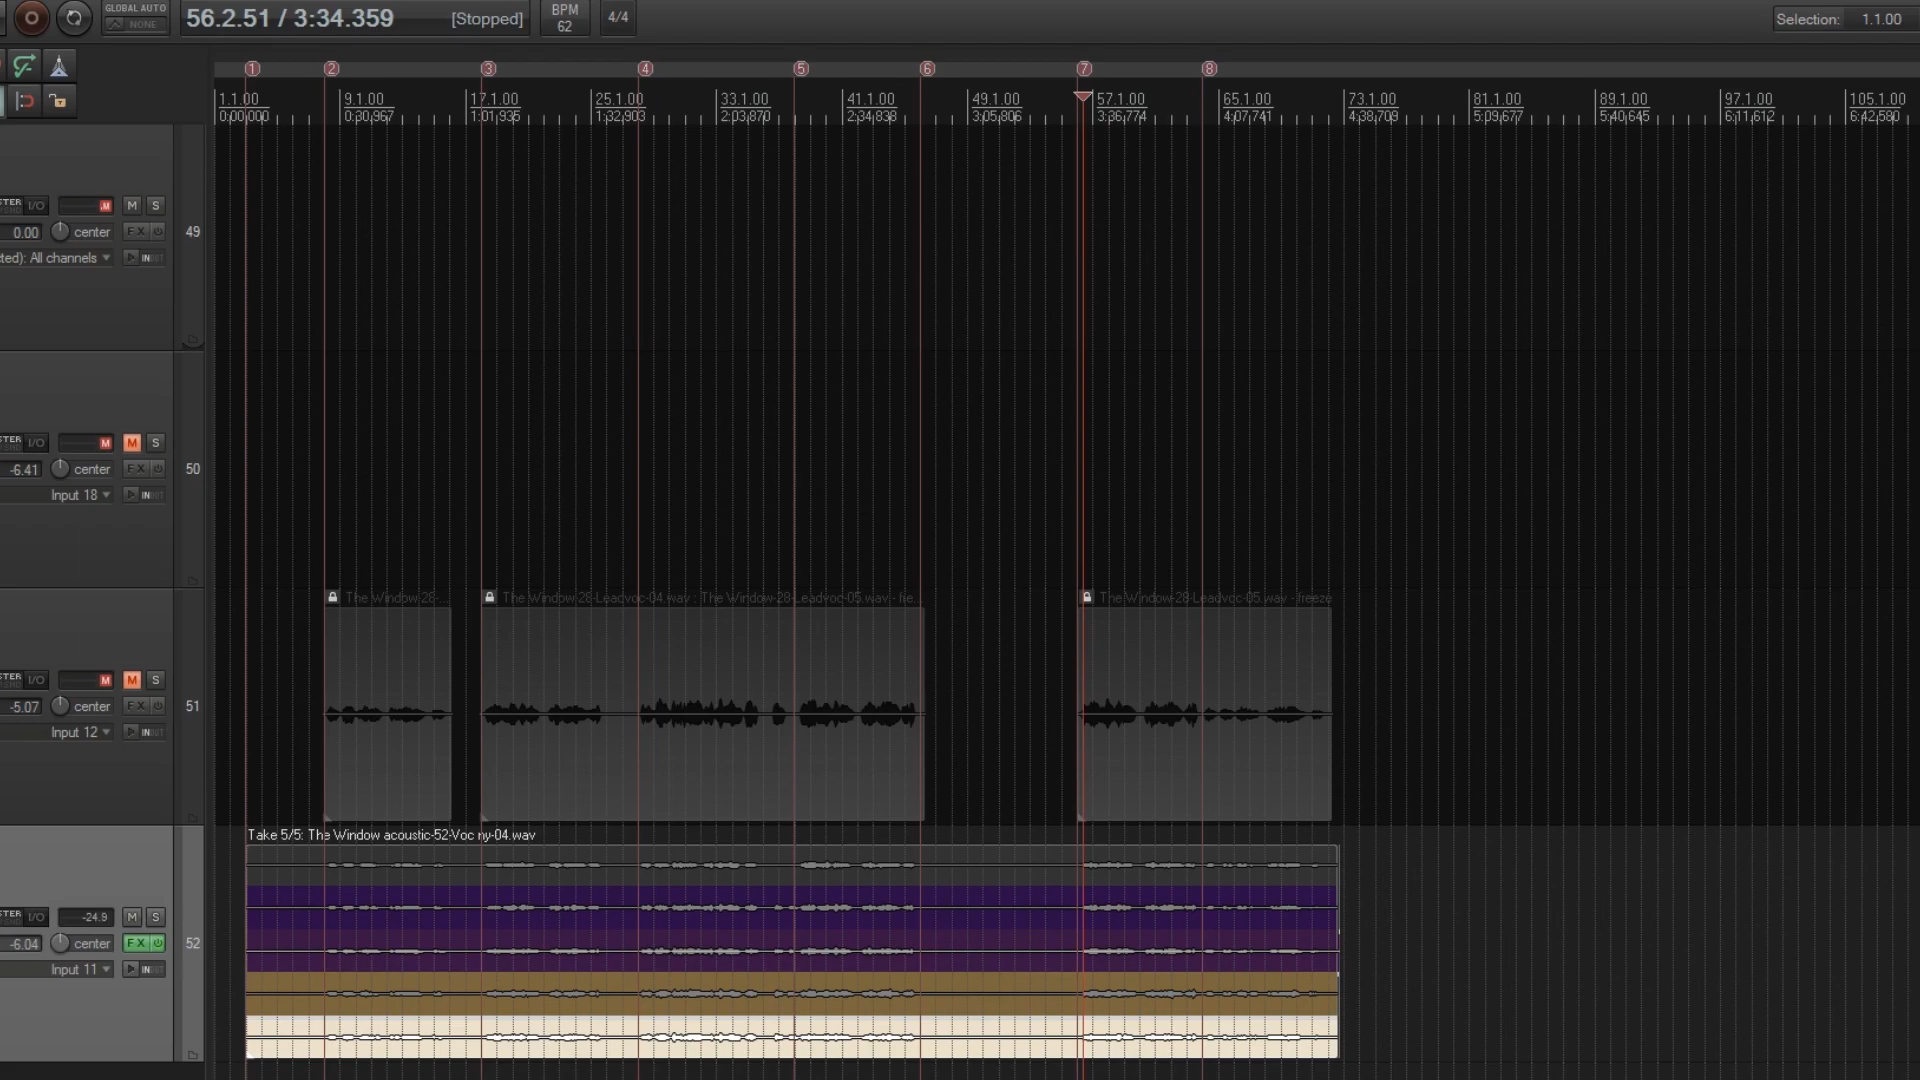 GLOBAL AUTO
NONE
56.2.51 / 3:34.359
[Stopped]
BPM
62
4/4
Selection:
1.1.00
1 2 3 4 5 6 7 8
1.1.00 9.1.00 17.1.00 25.1.00 33.1.00 41.1.00 49.1.00 57.1.00 65.1.00 73.1.00 81.1.00 89.1.00 97.1.00 105.1.00
0:00.000 0:30.967 1:01.935 1:32.903 2:03.870 2:34.838 3:05.806 3:36.774 4:07.741 4:38.709 5:09.677 5:40.645 6:11.612 6:42.580
TER I/O M M S
0.00 center FX 49
ted): All channels IN
TER I/O M M S
-6.41 center FX 50
Input 18 IN
The Window-28-...
The Window-28-Leadvoc-04.wav : The Window-28-Leadvoc-05.wav - fre...
The Window-28-Leadvoc-05.wav - freeze
TER I/O M M S
-5.07 center FX 51
Input 12 IN
Take 5/5: The Window acoustic-52-Voc ny-04.wav
TER I/O -24.9 M S
-6.04 center FX 52
Input 11 IN